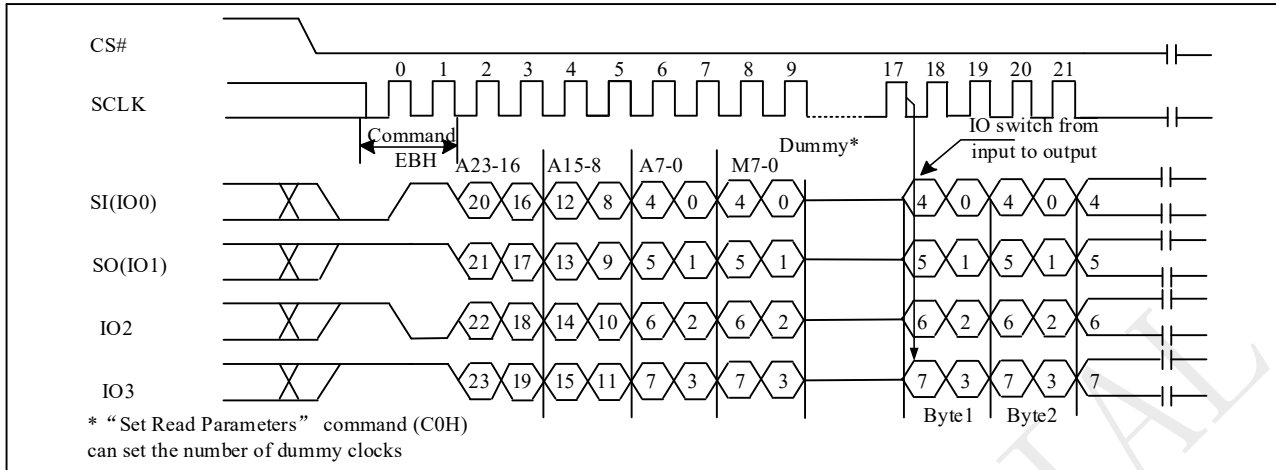 CS#
0 1 2 3 4 5 6 7 8 9 17 18 19 20 21
SCLK
Command
EBH
Dummy*
IO switch from
input to output
A23-16 A15-8 A7-0 M7-0
SI(IO0) 20 16 12 8 4 0 4 0 4 0 4 0 4
SO(IO1) 21 17 13 9 5 1 5 1 5 1 5 1 5
IO2 22 18 14 10 6 2 6 2 6 2 6 2 6
IO3 23 19 15 11 7 3 7 3 7 3 7 3 7
Byte1 Byte2
* “Set Read Parameters” command (C0H)
can set the number of dummy clocks
IAL